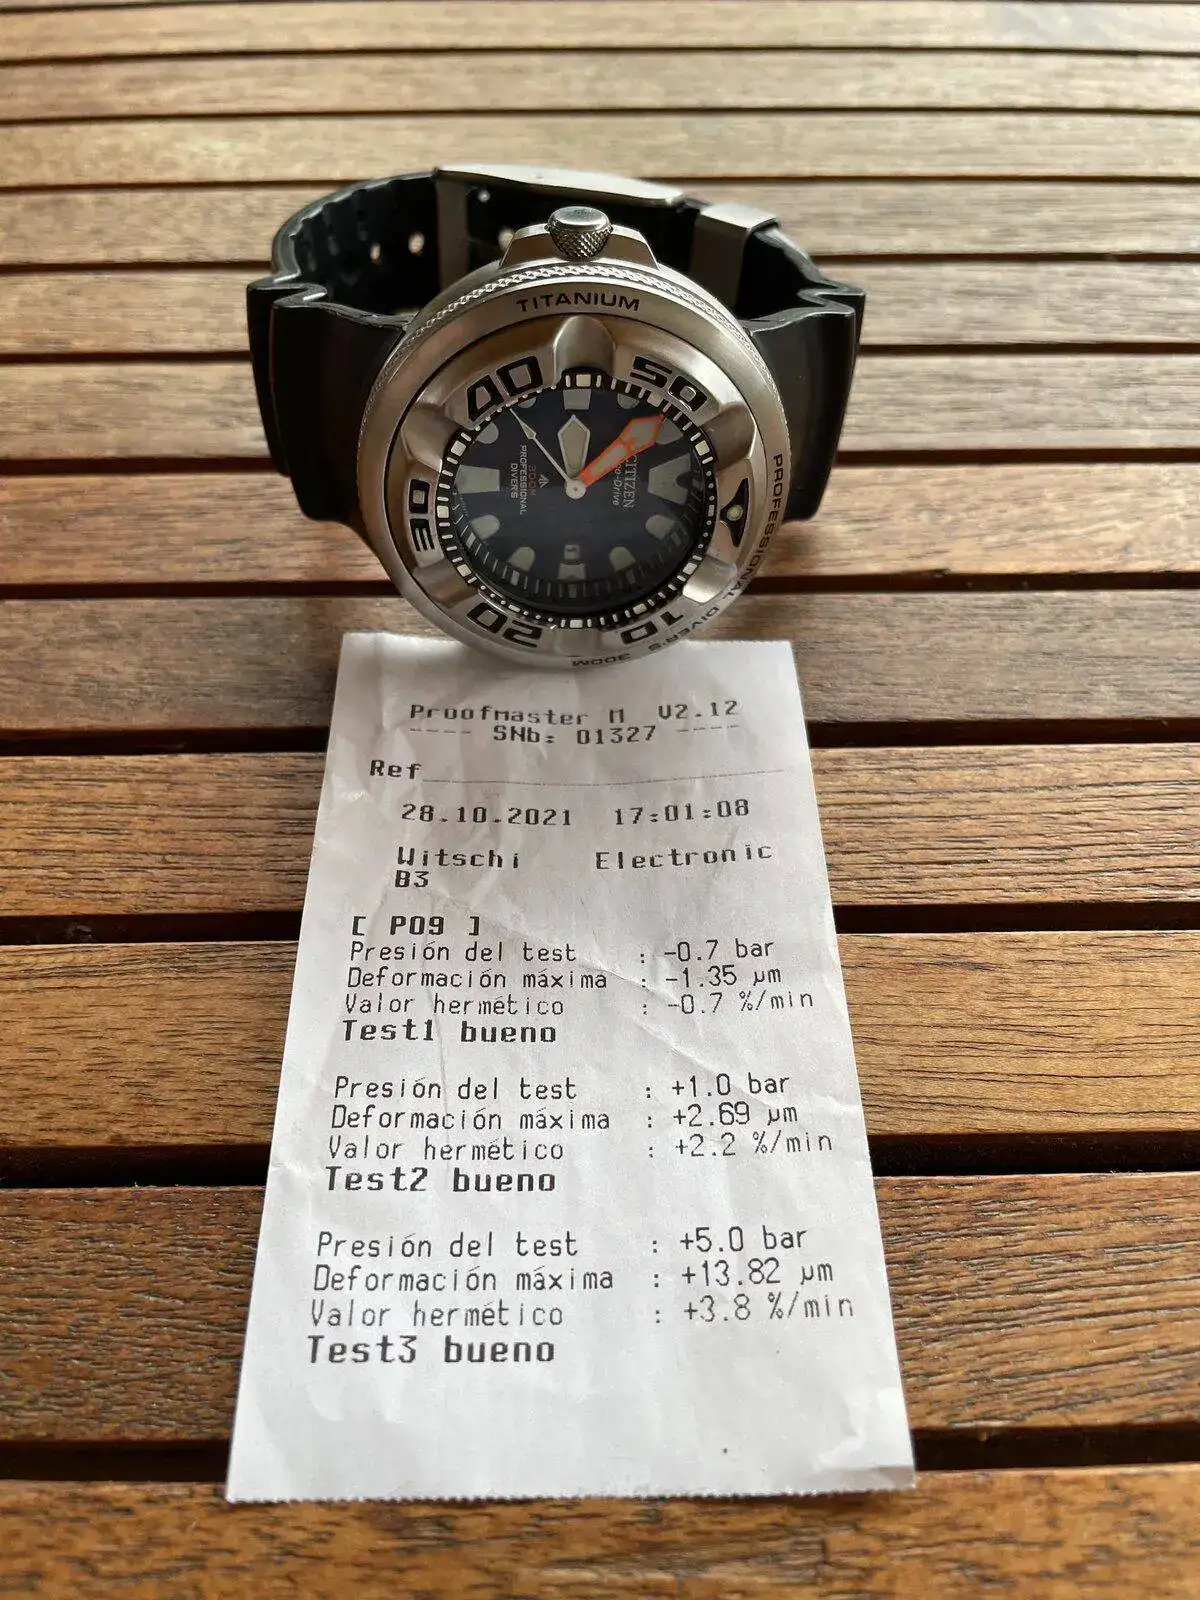 TITANIUM
PROFESSIONAL DIVER'S 300M
40
50
30
20
10
CITIZEN
Eco-Drive
300M
PROFESSIONAL
DIVER'S
Proofmaster M V2.12
---- SNb: 01327 ----
Ref
28.10.2021 17:01:08
Witschi Electronic
B3
[ P09 ]
Presión del test : -0.7 bar
Deformación máxima : -1.35 µm
Valor hermético : -0.7 %/min
Test1 bueno
Presión del test : +1.0 bar
Deformación máxima : +2.69 µm
Valor hermético : +2.2 %/min
Test2 bueno
Presión del test : +5.0 bar
Deformación máxima : +13.82 µm
Valor hermético : +3.8 %/min
Test3 bueno